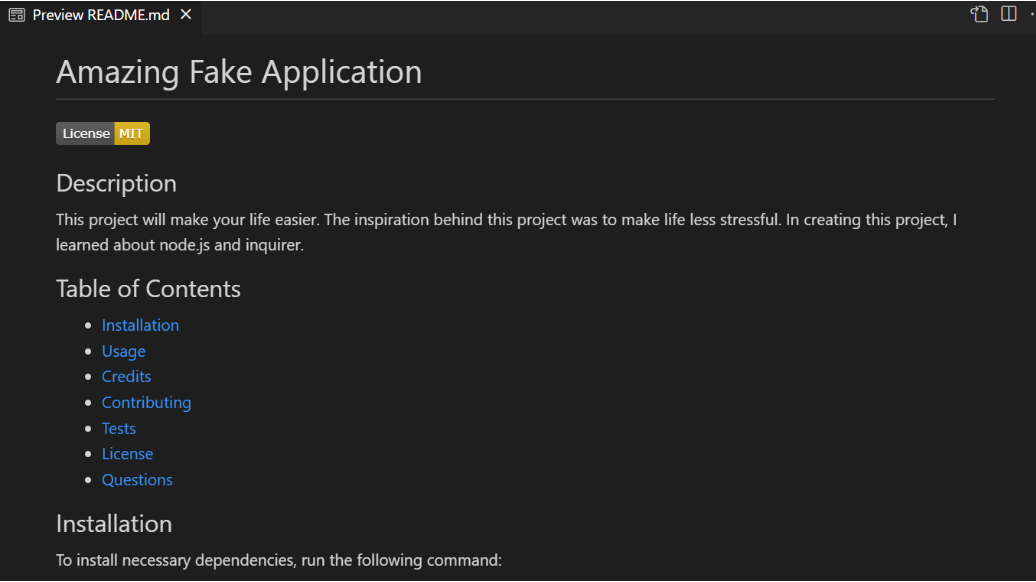 Preview README.md
Amazing Fake Application
License MIT
Description
This project will make your life easier. The inspiration behind this project was to make life less stressful. In creating this project, I
learned about node.js and inquirer.
Table of Contents
Installation
Usage
Credits
Contributing
Tests
License
Questions
Installation
To install necessary dependencies, run the following command: